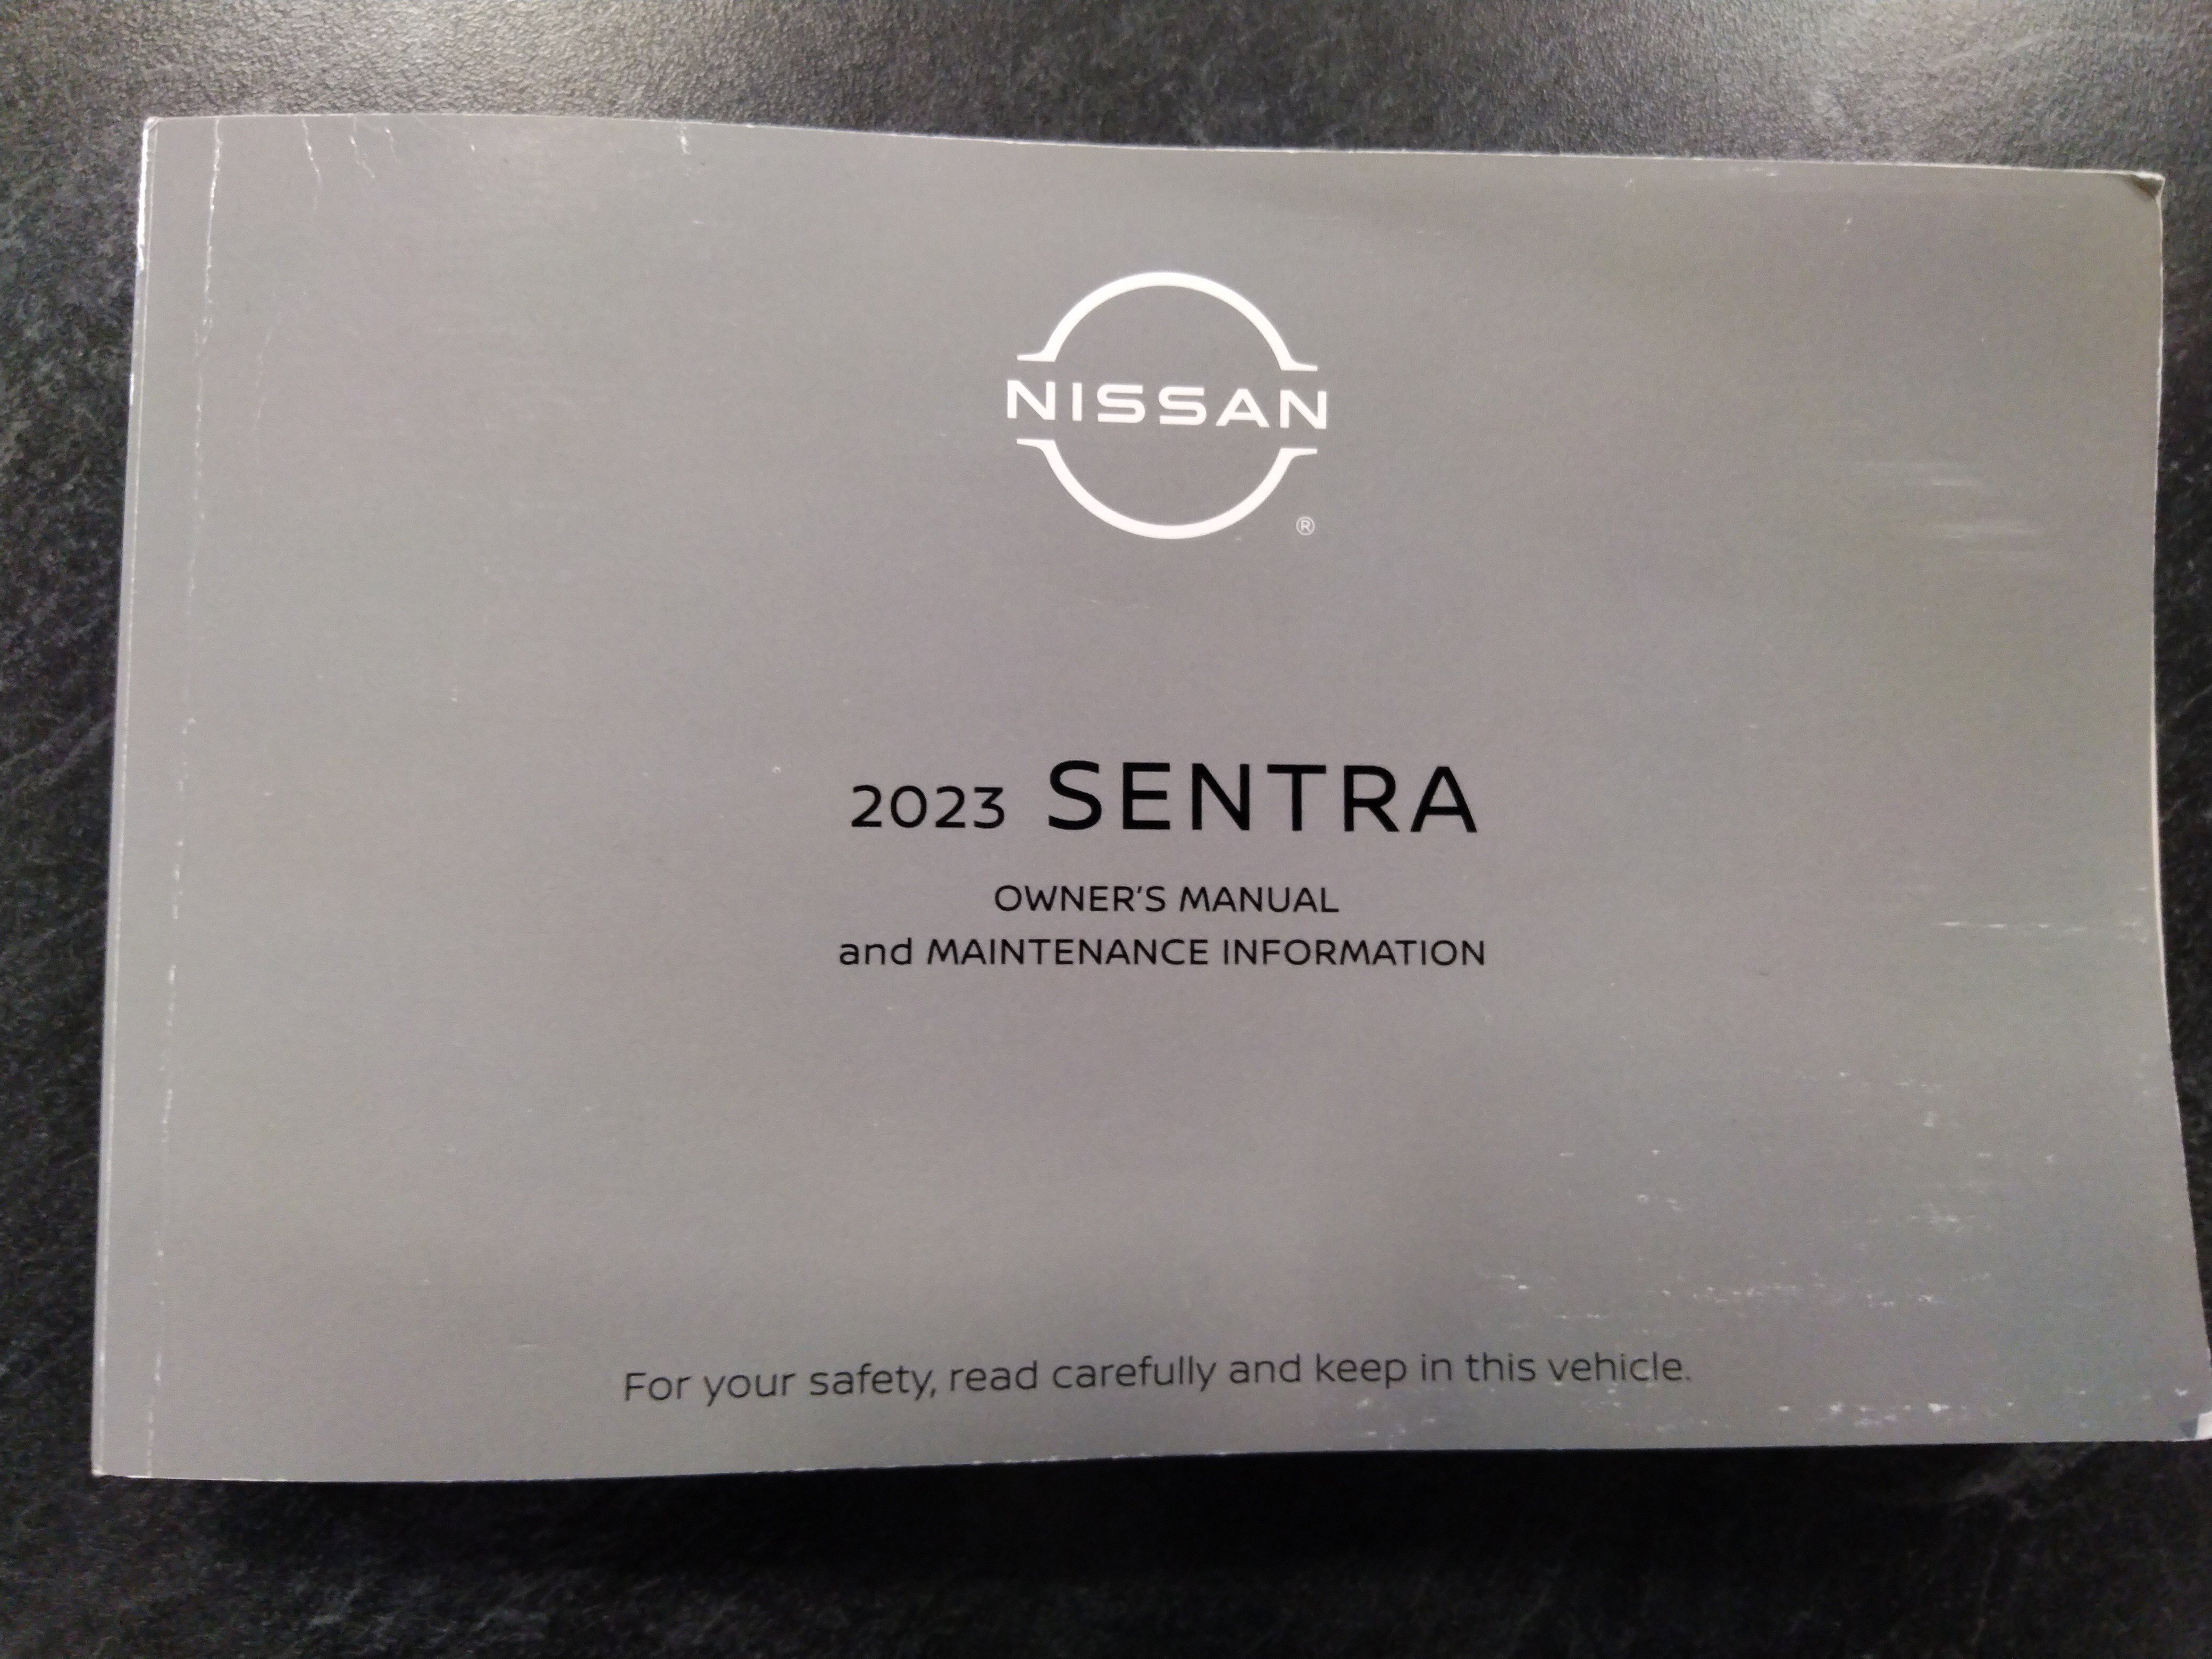 NISSAN
®
2023 SENTRA
OWNER'S MANUAL
and MAINTENANCE INFORMATION
For your safety, read carefully and keep in this vehicle.